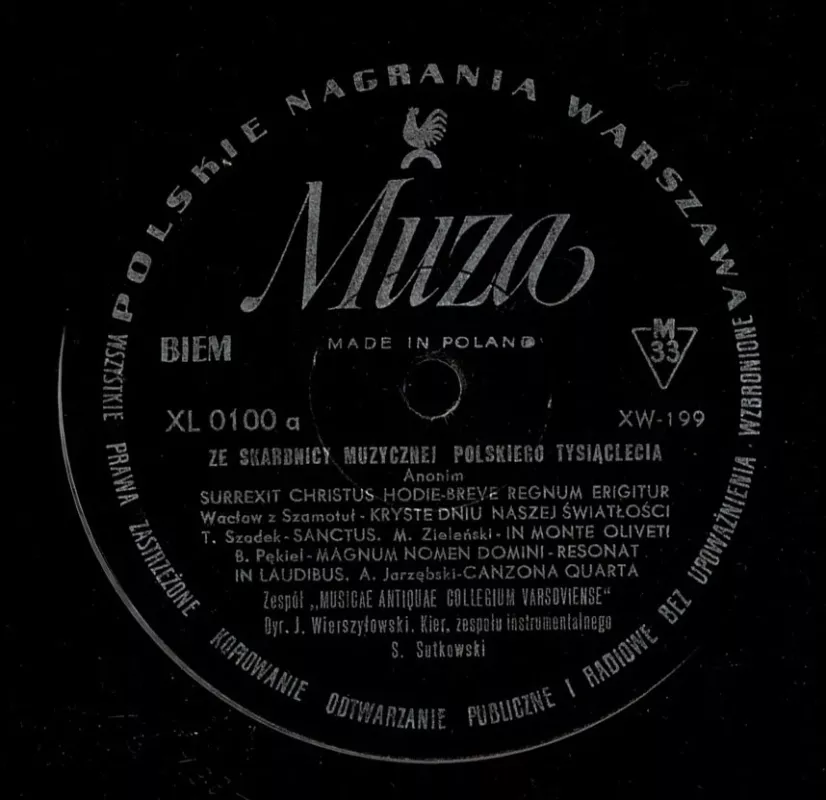 POLSKIE NAGRANIA WARSZAWA
Muza
MADE IN POLAND
BIEM
M
33
XL 0100 a
XW-199
ZE SKARBNICY MUZYCZNEJ POLSKIEGO TYSIĄCLECIA
Anonim
SURREXIT CHRISTUS HODIE-BREVE REGNUM ERIGITUR
Wacław z Szamotuł-KRYSTE DNIU NASZEJ ŚWIATŁOŚCI
T. Szadek-SANCTUS. M. Zieleński-IN MONTE OLIVETI
B. Pękiel-MAGNUM NOMEN DOMINI-RESONAT
IN LAUDIBUS. A. Jarzębski-CANZONA QUARTA
Zespół „MUSICAE ANTIQUAE COLLEGIUM VARSOVIENSE"
Dyr. J. Wierszyłowski. Kier. zespołu instrumentalnego
S. Sutkowski
WSZYSTKIE PRAWA ZASTRZEŻONE KOPIOWANIE ODTWARZANIE PUBLICZNE I RADIOWE BEZ UPOWAŻNIENIA WZBRONIONE